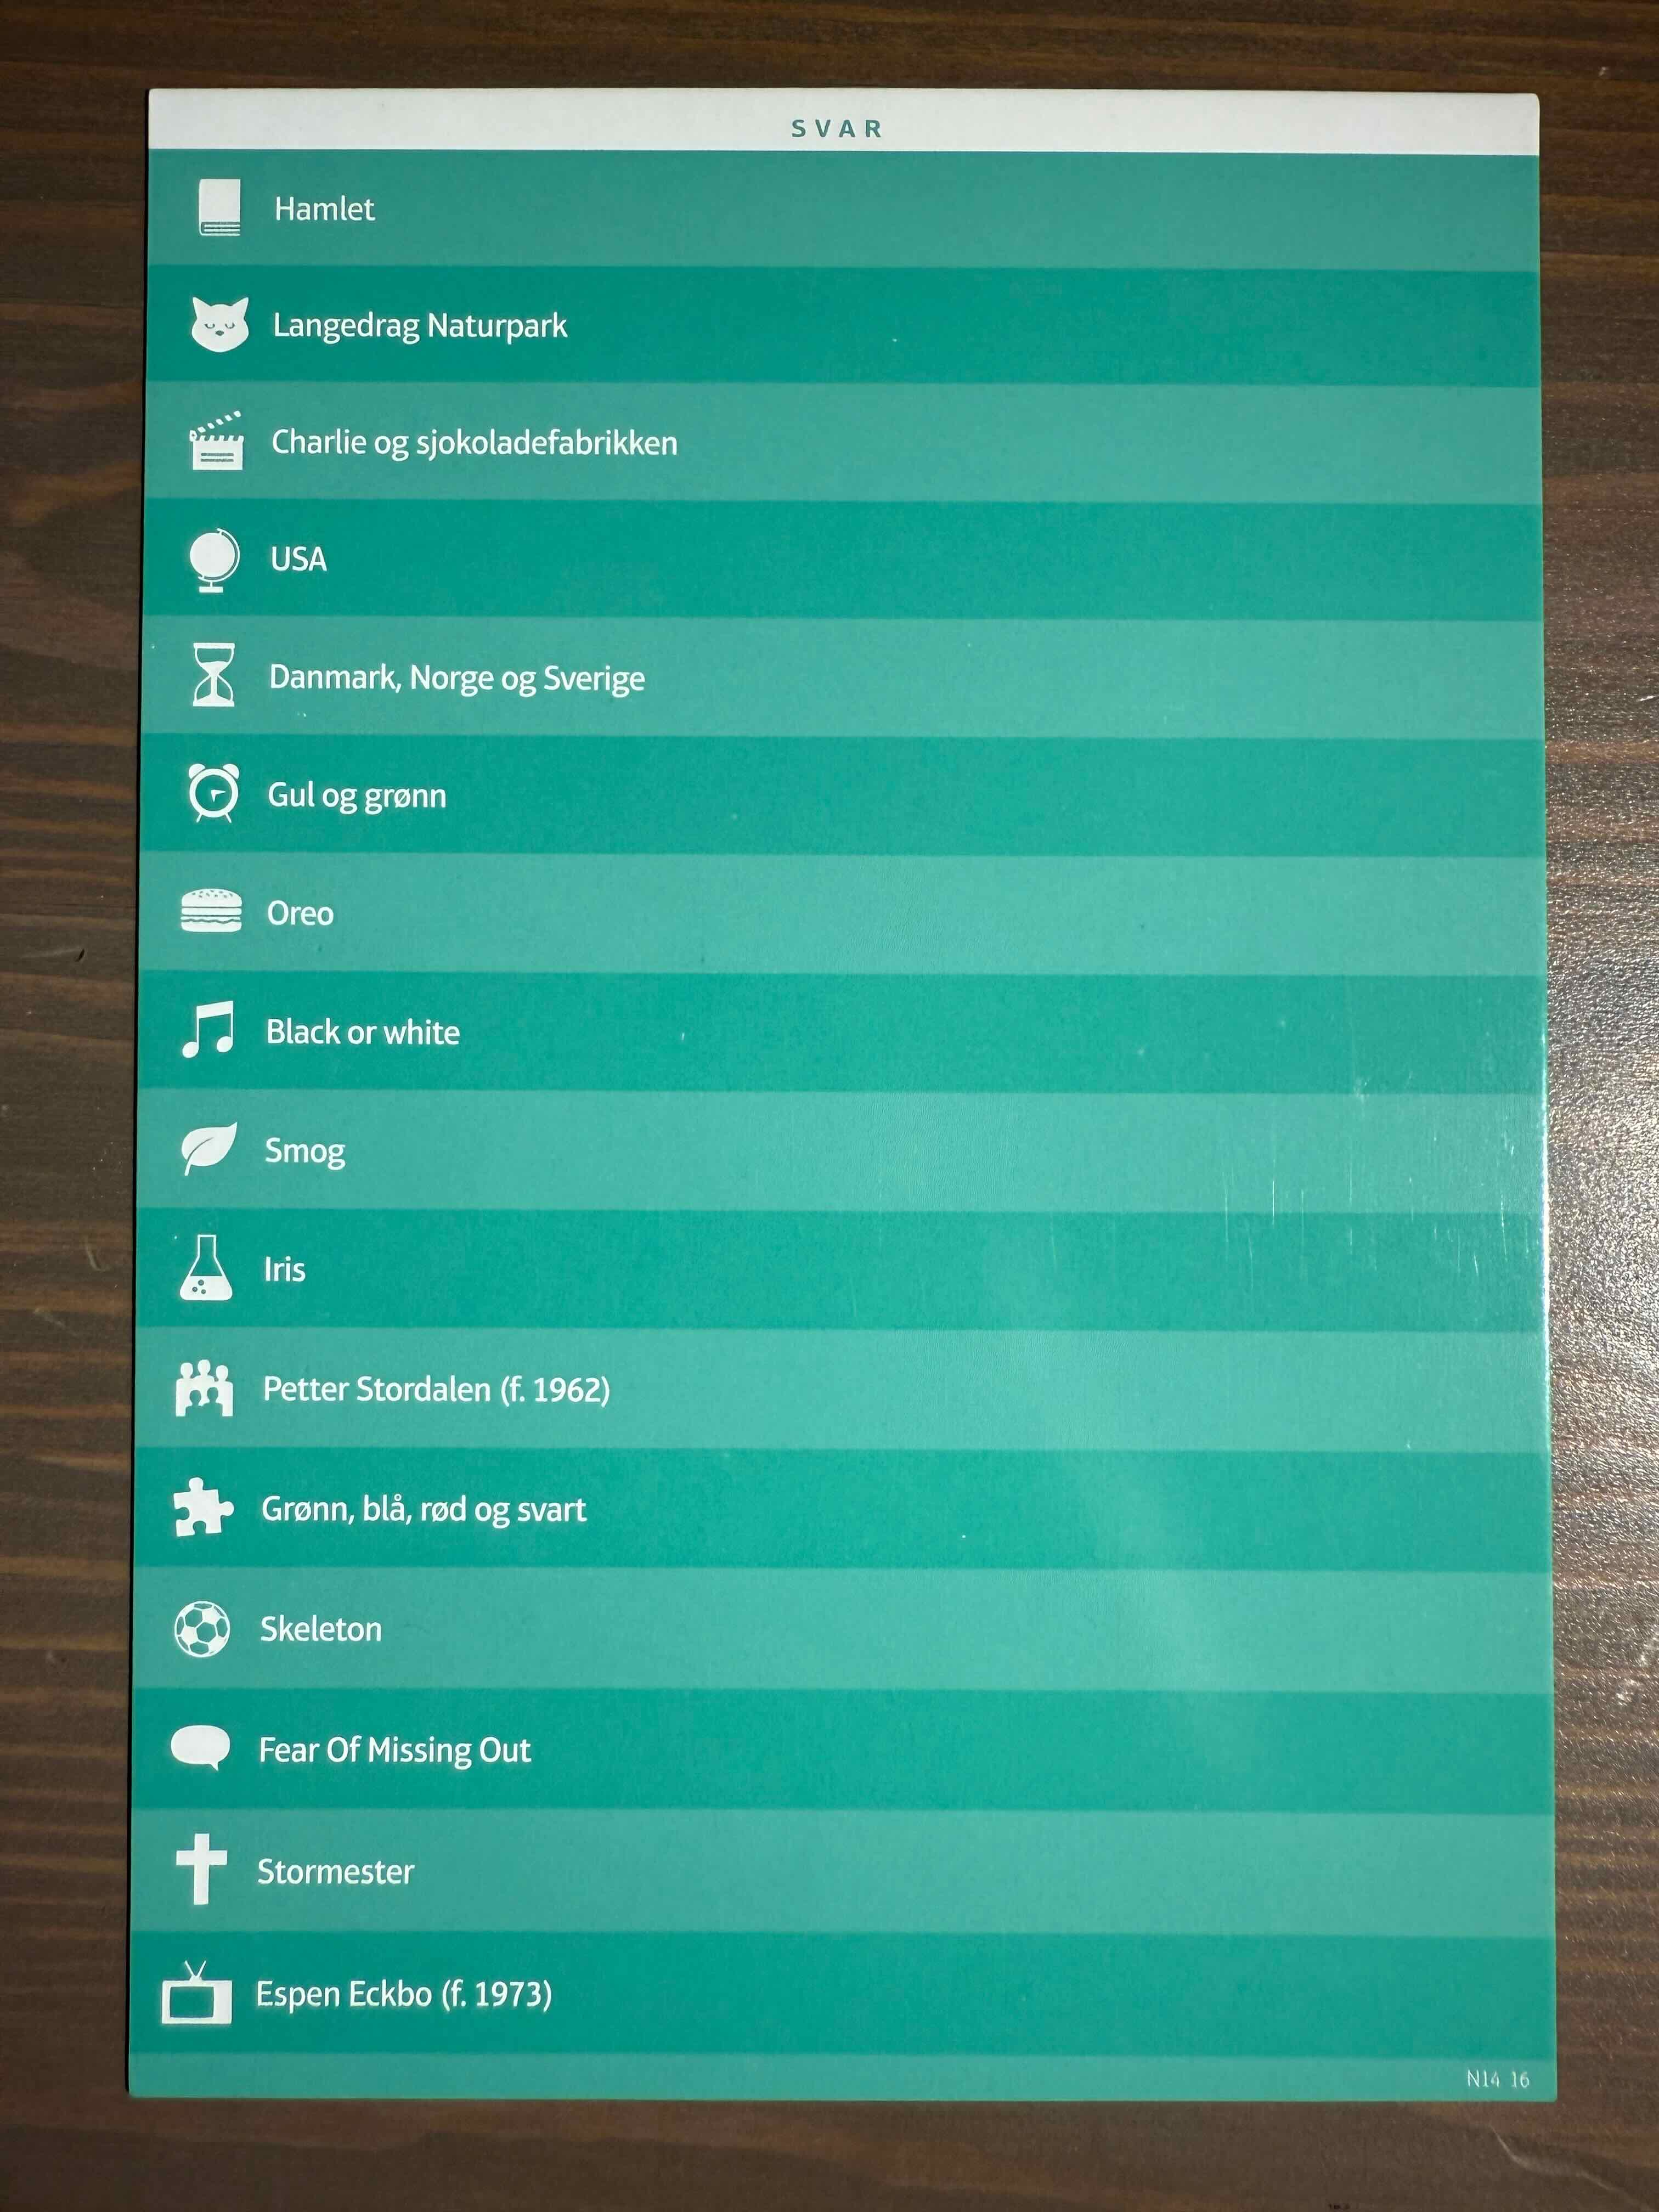 SVAR
Hamlet
Langedrag Naturpark
Charlie og sjokoladefabrikken
USA
Danmark, Norge og Sverige
Gul og grønn
Oreo
Black or white
Smog
Iris
Petter Stordalen (f. 1962)
Grønn, blå, rød og svart
Skeleton
Fear Of Missing Out
Stormester
Espen Eckbo (f. 1973)
N14 16